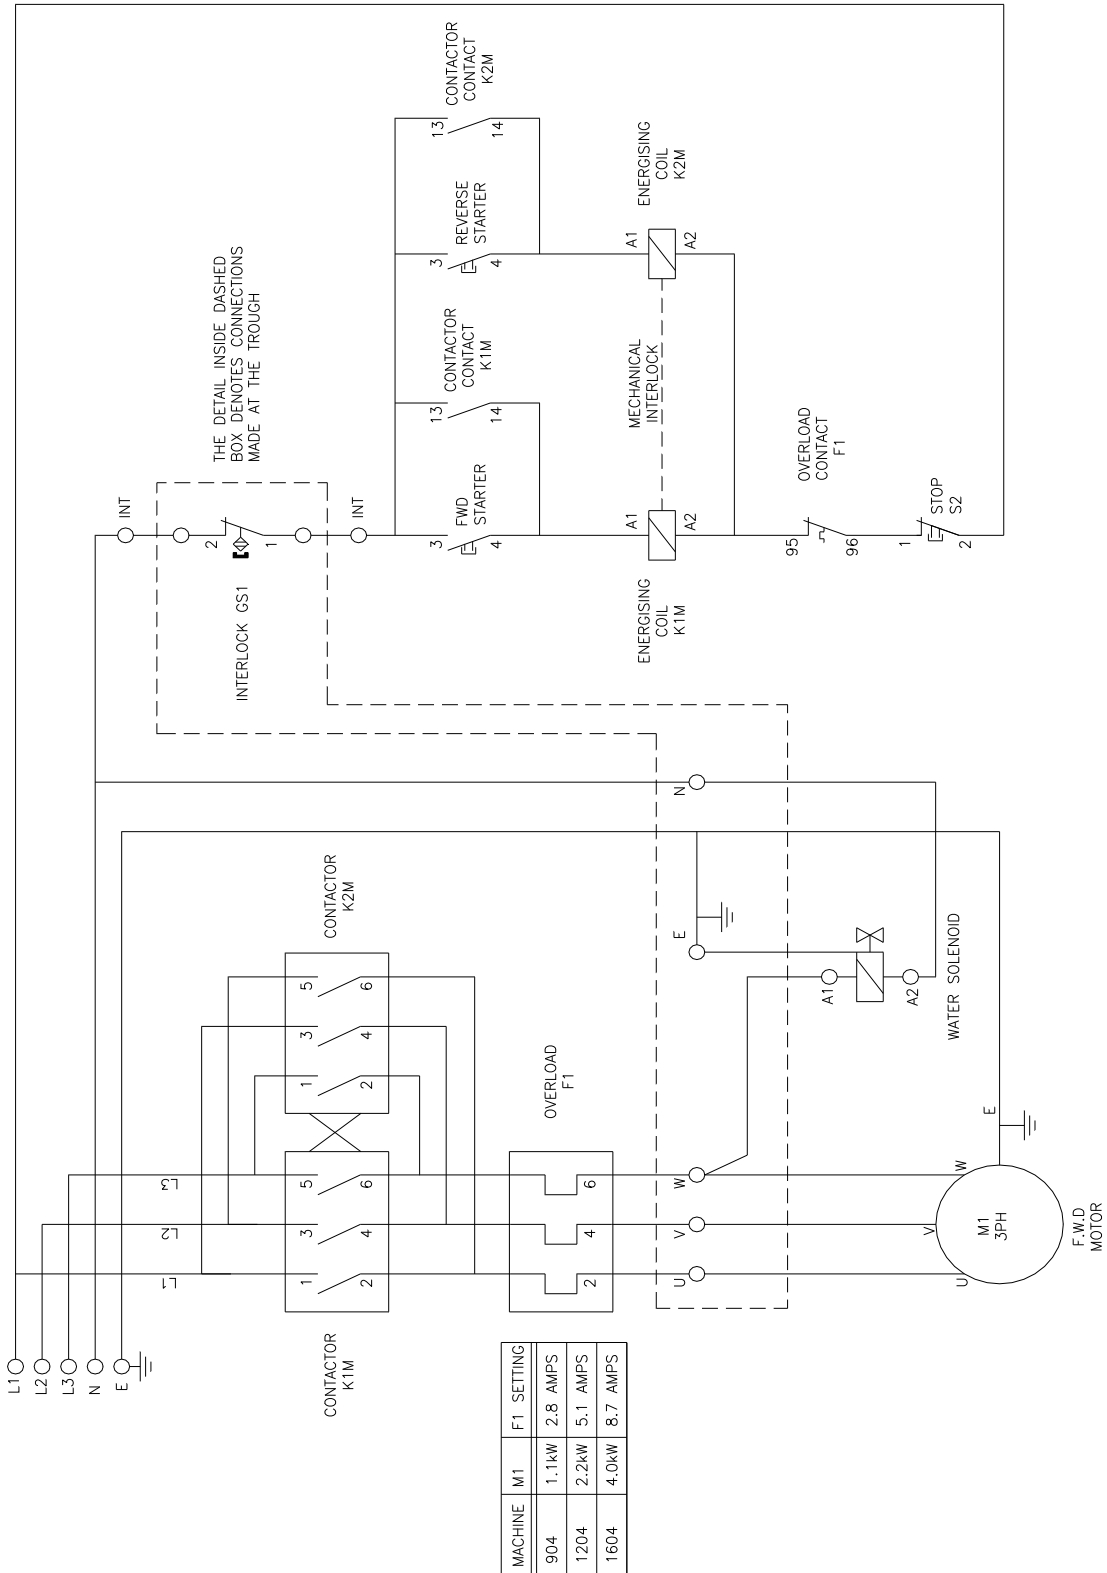 L1
L2
L3
N
E
L1
L2
L3
CONTACTOR
K1M
1
3
5
2
4
6
CONTACTOR
K2M
1
3
5
2
4
6
OVERLOAD
F1
2
4
6
U
V
W
E
N
A1
A2
WATER SOLENOID
U
V
W
E
M1
3PH
F.W.D
MOTOR
MACHINE M1 F1 SETTING
904 1.1kW 2.8 AMPS
1204 2.2kW 5.1 AMPS
1604 4.0kW 8.7 AMPS
THE DETAIL INSIDE DASHED
BOX DENOTES CONNECTIONS
MADE AT THE TROUGH
INT
2
1
INTERLOCK GS1
INT
3
4
FWD
STARTER
13
14
CONTACTOR
CONTACT
K1M
3
4
REVERSE
STARTER
13
14
CONTACTOR
CONTACT
K2M
ENERGISING
COIL
K1M
A1
A2
MECHANICAL
INTERLOCK
A1
A2
ENERGISING
COIL
K2M
95
96
OVERLOAD
CONTACT
F1
1
2
STOP
S2